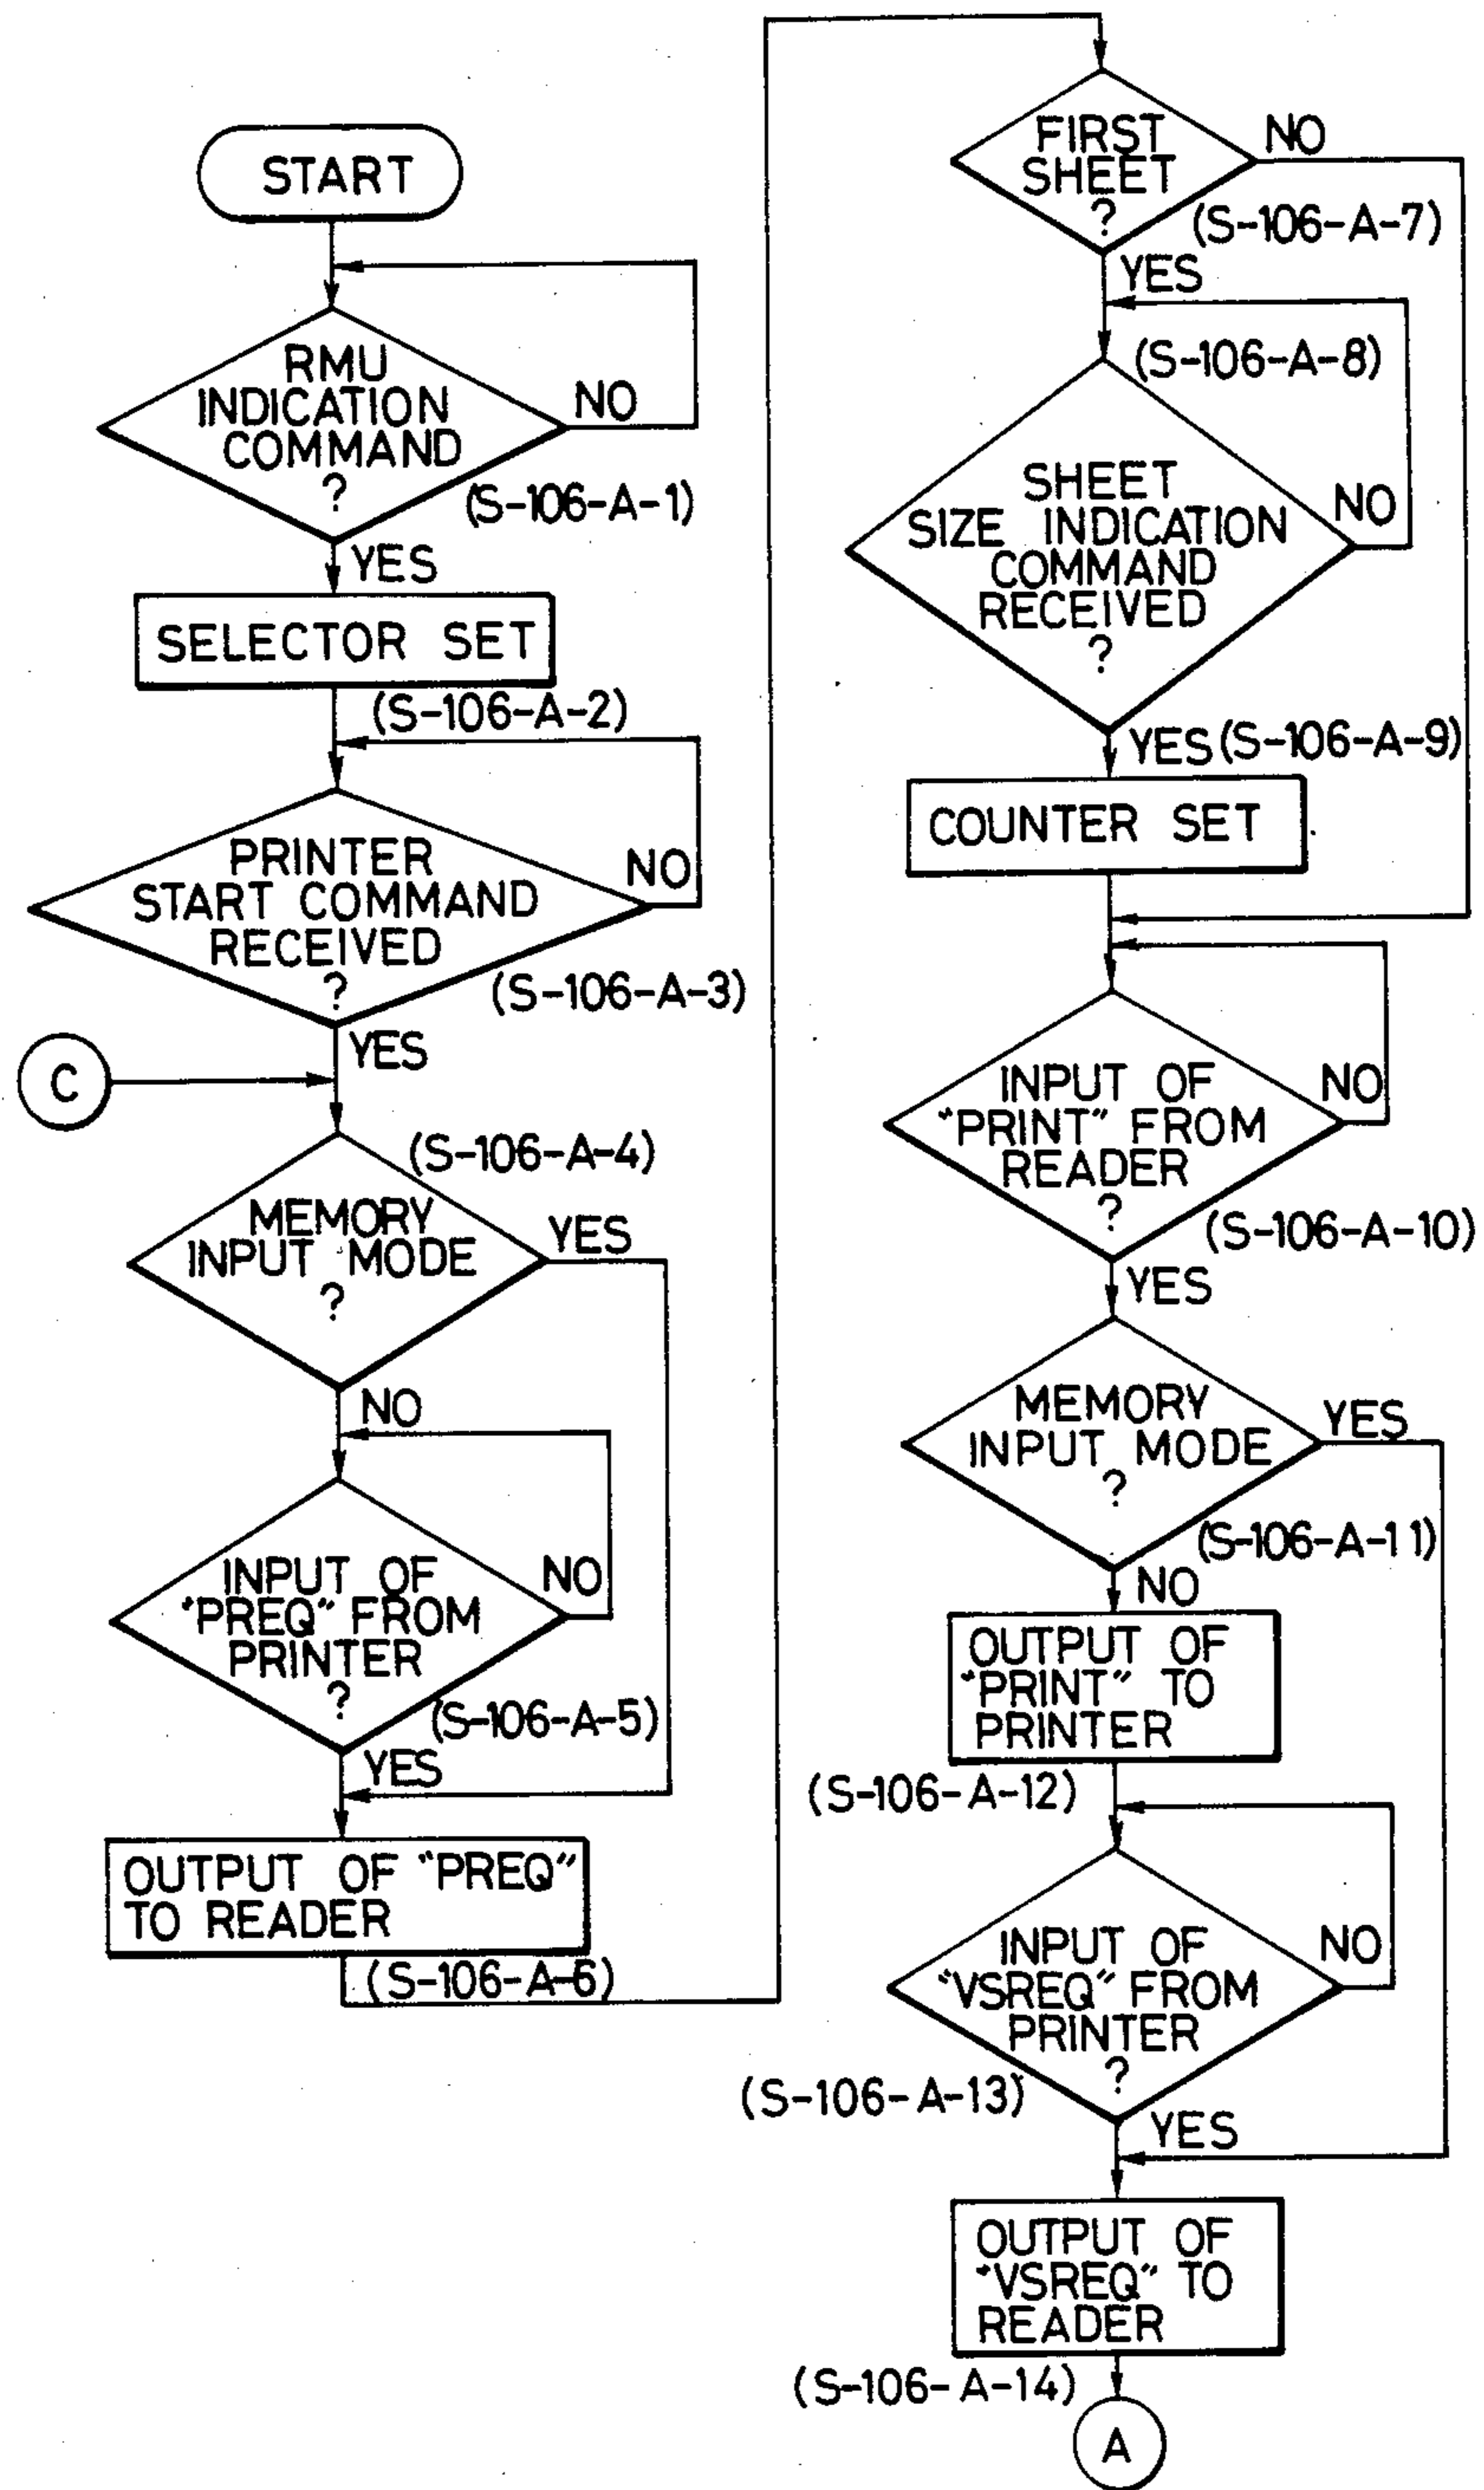 START
RMU
INDICATION
COMMAND
?
NO
(S-106-A-1)
YES
SELECTOR SET
(S-106-A-2)
PRINTER
START COMMAND
RECEIVED
?
NO
(S-106-A-3)
YES
C
(S-106-A-4)
MEMORY
INPUT MODE
?
YES
NO
INPUT OF
"PREQ" FROM
PRINTER
?
NO
(S-106-A-5)
YES
OUTPUT OF "PREQ"
TO READER
(S-106-A-6)
FIRST
SHEET
?
NO
(S-106-A-7)
YES
(S-106-A-8)
SHEET
SIZE INDICATION
COMMAND
RECEIVED
?
NO
YES (S-106-A-9)
COUNTER SET
INPUT OF
"PRINT" FROM
READER
?
NO
(S-106-A-10)
YES
MEMORY
INPUT MODE
?
YES
(S-106-A-11)
NO
OUTPUT OF
"PRINT" TO
PRINTER
(S-106-A-12)
INPUT OF
"VSREQ" FROM
PRINTER
?
NO
(S-106-A-13)
YES
OUTPUT OF
"VSREQ" TO
READER
(S-106-A-14)
A